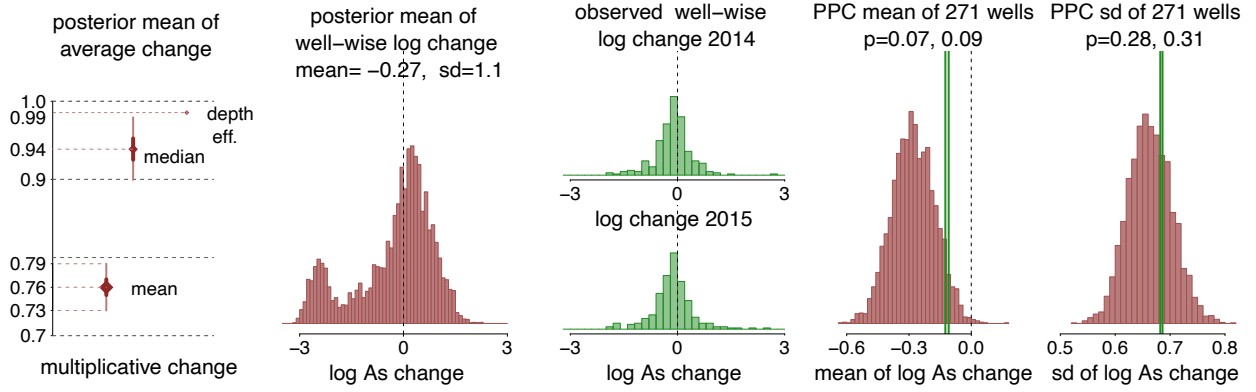 posterior mean of
average change
1.0
0.99
0.94
0.9
0.79
0.76
0.73
0.7
depth
eff.
median
mean
multiplicative change
posterior mean of
well−wise log change
mean= −0.27, sd=1.1
−3
0
3
log As change
observed well−wise
log change 2014
−3
0
3
log change 2015
−3
0
3
log As change
PPC mean of 271 wells
p=0.07, 0.09
−0.6
−0.3
0.0
mean of log As change
PPC sd of 271 wells
p=0.28, 0.31
0.5
0.6
0.7
0.8
sd of log As change